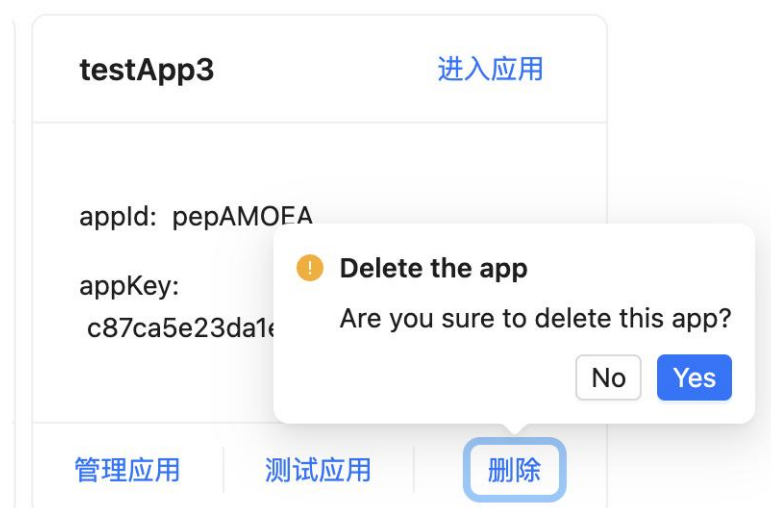 testApp3 进入应用
appId: pepAMOEA
appKey:
c87ca5e23da1e
Delete the app
Are you sure to delete this app?
No Yes
管理应用 测试应用 删除